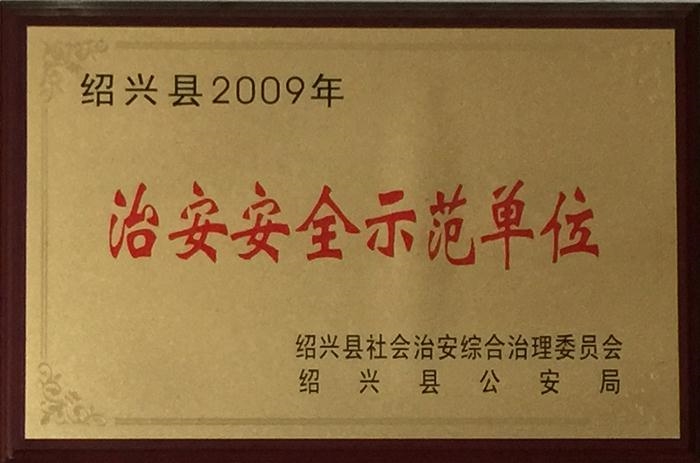 绍兴县2009年
治安安全示范单位
绍兴县社会治安综合治理委员会
绍兴县公安局